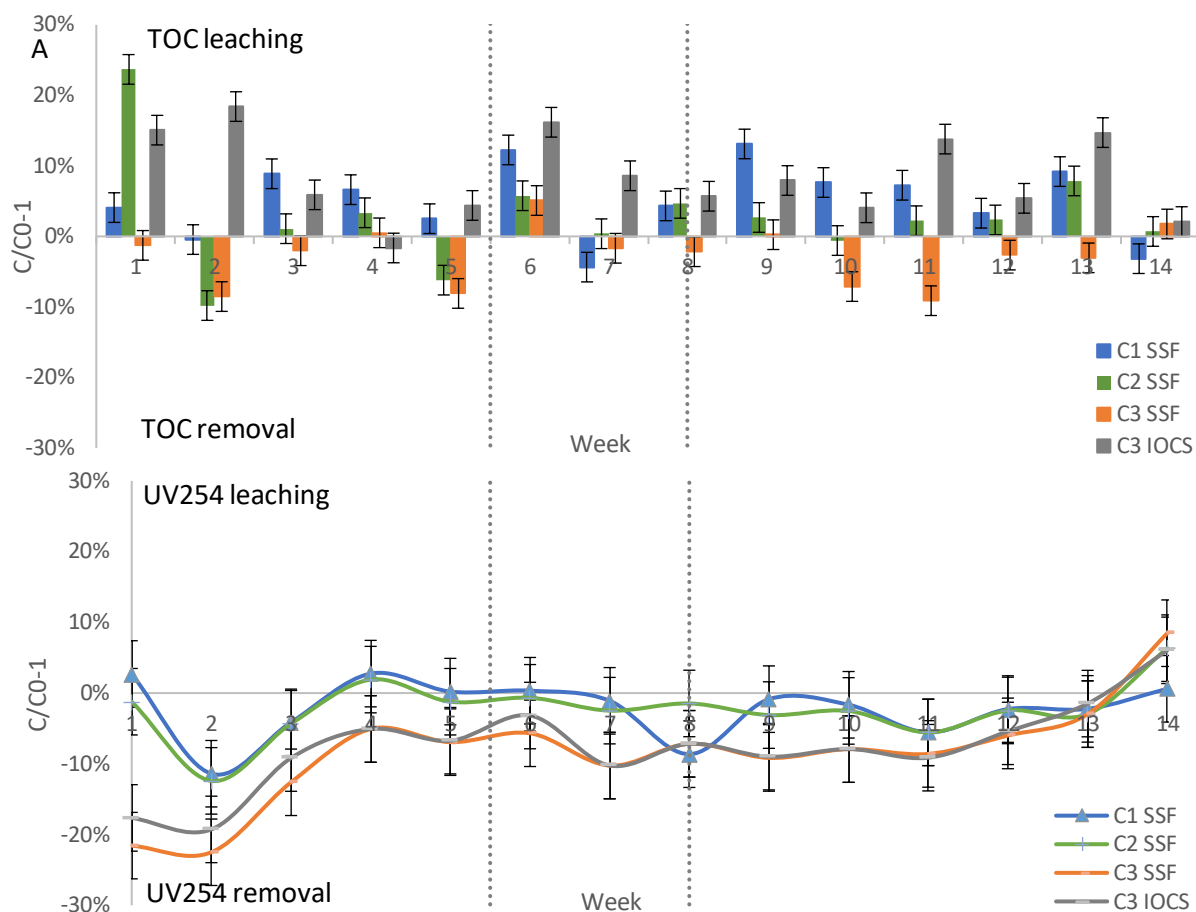 30%
TOC leaching
A
20%
10%
0%
1 2 3 4 5 6 7 8 9 10 11 12 13 14
C/C0-1
-10%
-20%
C1 SSF
C2 SSF
C3 SSF
C3 IOCS
TOC removal
Week
-30%
30%
UV254 leaching
20%
10%
0%
1 2 3 4 5 6 7 8 9 10 11 12 13 14
C/C0-1
-10%
-20%
C1 SSF
C2 SSF
C3 SSF
C3 IOCS
UV254 removal
Week
-30%